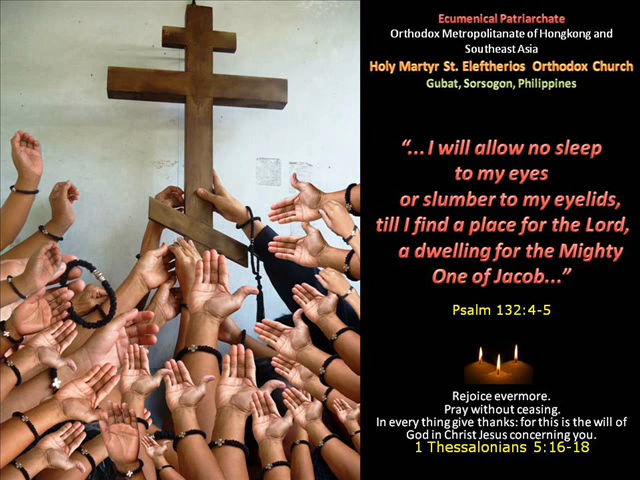 Ecumenical Patriarchate
Orthodox Metropolitanate of Hongkong and
Southeast Asia
Holy Martyr St. Eleftherios Orthodox Church
Gubat, Sorsogon, Philippines
“...I will allow no sleep
to my eyes
or slumber to my eyelids,
till I find a place for the Lord,
a dwelling for the Mighty
One of Jacob...”
Psalm 132:4-5
Rejoice evermore.
Pray without ceasing.
In every thing give thanks: for this is the will of
God in Christ Jesus concerning you.
1 Thessalonians 5:16-18